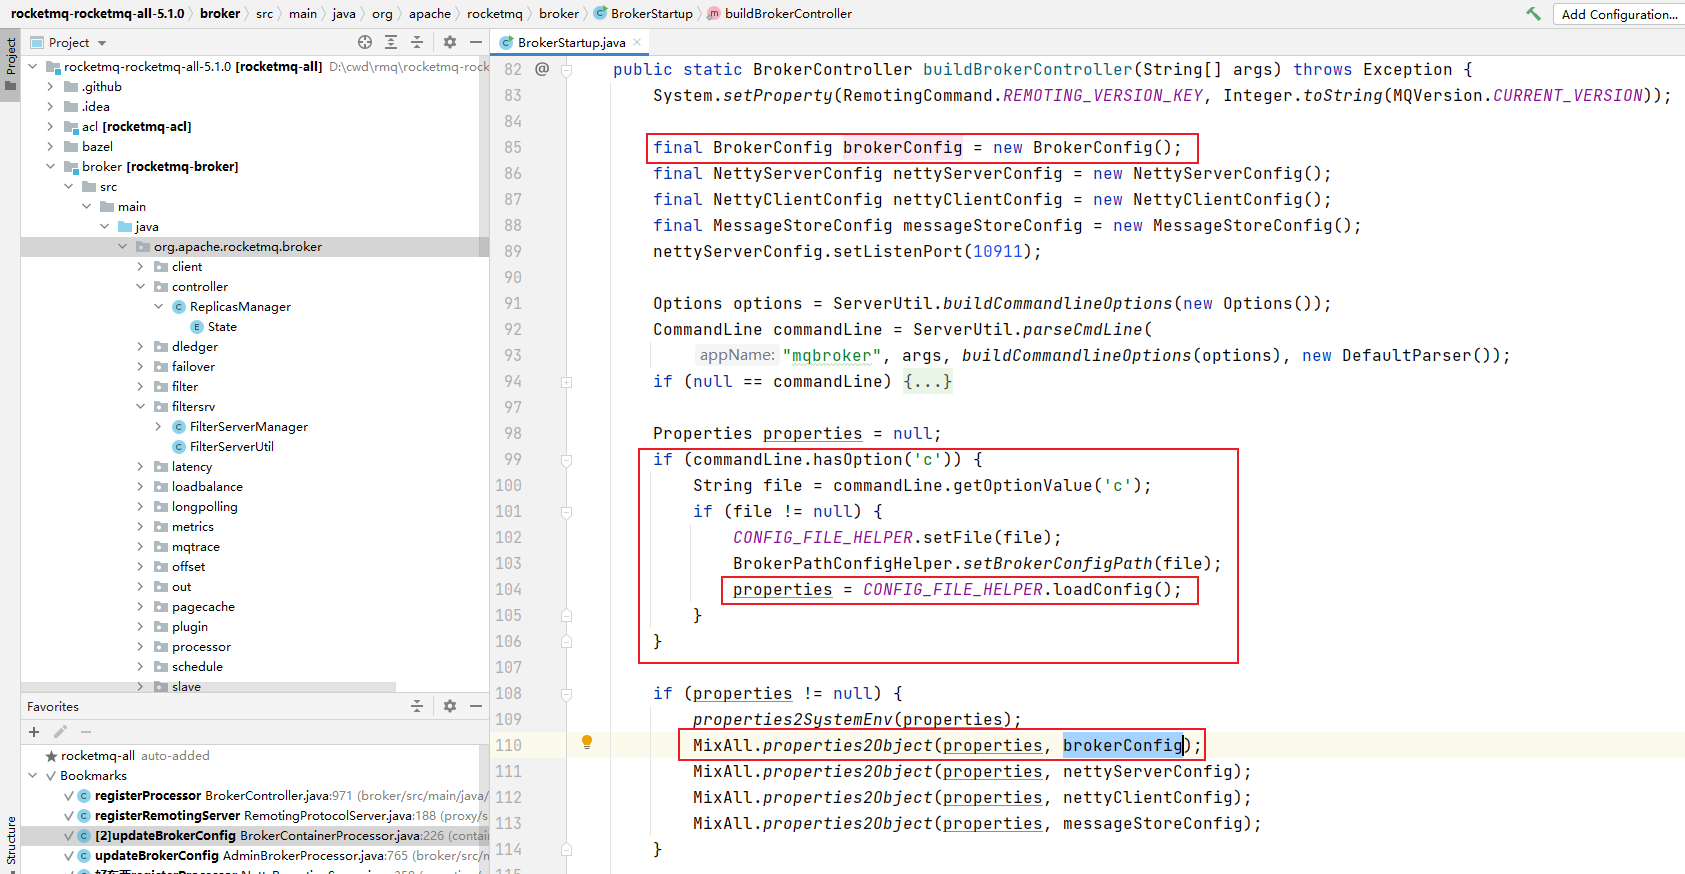 rocketmq-rocketmq-all-5.1.0 › broker › src › main › java › org › apache › rocketmq › broker › BrokerStartup › buildBrokerController
Add Configuration...
Project
Structure
Project
rocketmq-rocketmq-all-5.1.0 [rocketmq-all] D:\cwd\rmq\rocketmq-rock
.github
.idea
acl [rocketmq-acl]
bazel
broker [rocketmq-broker]
src
main
java
org.apache.rocketmq.broker
client
controller
ReplicasManager
State
dledger
failover
filter
filtersrv
FilterServerManager
FilterServerUtil
latency
loadbalance
longpolling
metrics
mqtrace
offset
out
pagecache
plugin
processor
schedule
slave
Favorites
rocketmq-all auto-added
Bookmarks
registerProcessor BrokerController.java:971 (broker/src/main/java/
registerRemotingServer RemotingProtocolServer.java:188 (proxy/s
[2]updateBrokerConfig BrokerContainerProcessor.java:226 (contain
updateBrokerConfig AdminBrokerProcessor.java:765 (broker/src/m
BrokerStartup.java
82 @ public static BrokerController buildBrokerController(String[] args) throws Exception {
83 System.setProperty(RemotingCommand.REMOTING_VERSION_KEY, Integer.toString(MQVersion.CURRENT_VERSION));
84
85 final BrokerConfig brokerConfig = new BrokerConfig();
86 final NettyServerConfig nettyServerConfig = new NettyServerConfig();
87 final NettyClientConfig nettyClientConfig = new NettyClientConfig();
88 final MessageStoreConfig messageStoreConfig = new MessageStoreConfig();
89 nettyServerConfig.setListenPort(10911);
90
91 Options options = ServerUtil.buildCommandlineOptions(new Options());
92 CommandLine commandLine = ServerUtil.parseCmdLine(
93 appName: "mqbroker", args, buildCommandlineOptions(options), new DefaultParser());
94 if (null == commandLine) {...}
97
98 Properties properties = null;
99 if (commandLine.hasOption('c')) {
100 String file = commandLine.getOptionValue('c');
101 if (file != null) {
102 CONFIG_FILE_HELPER.setFile(file);
103 BrokerPathConfigHelper.setBrokerConfigPath(file);
104 properties = CONFIG_FILE_HELPER.loadConfig();
105 }
106 }
107
108 if (properties != null) {
109 properties2SystemEnv(properties);
110 MixAll.properties2Object(properties, brokerConfig);
111 MixAll.properties2Object(properties, nettyServerConfig);
112 MixAll.properties2Object(properties, nettyClientConfig);
113 MixAll.properties2Object(properties, messageStoreConfig);
114 }